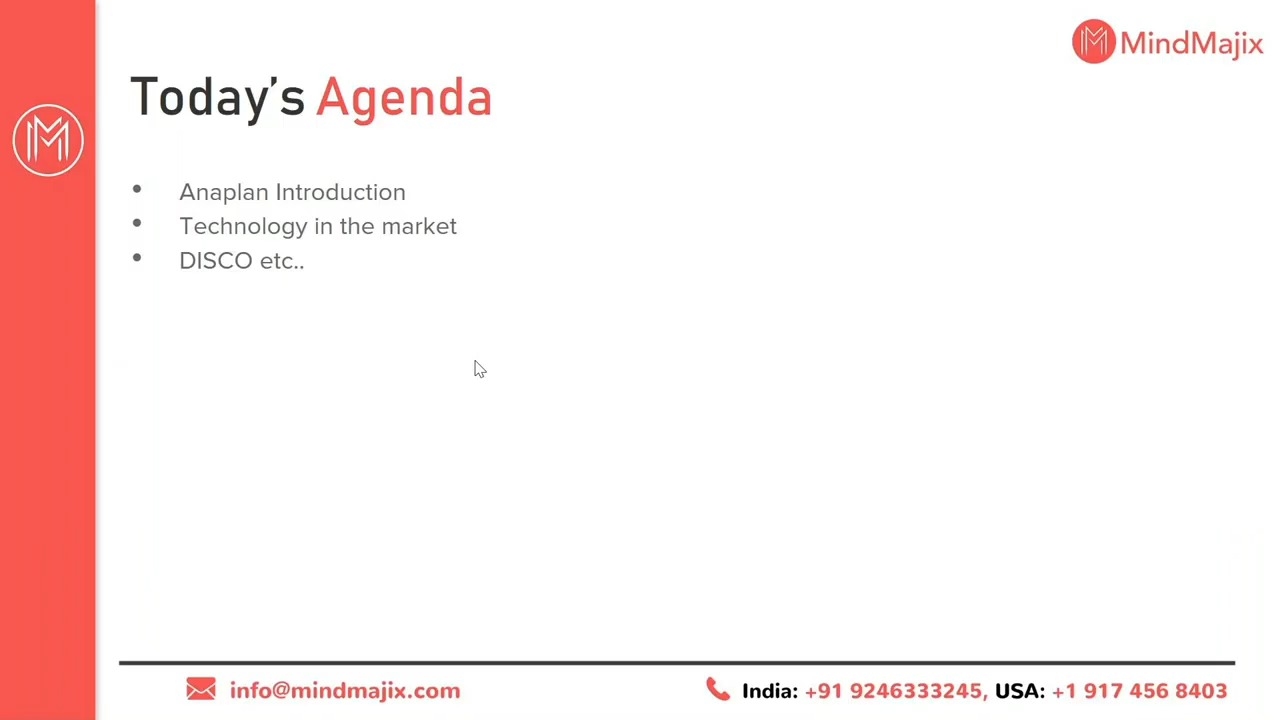 MindMajix
Today's Agenda
• Anaplan Introduction
• Technology in the market
• DISCO etc..
info@mindmajix.com
India: +91 9246333245, USA: +1 917 456 8403